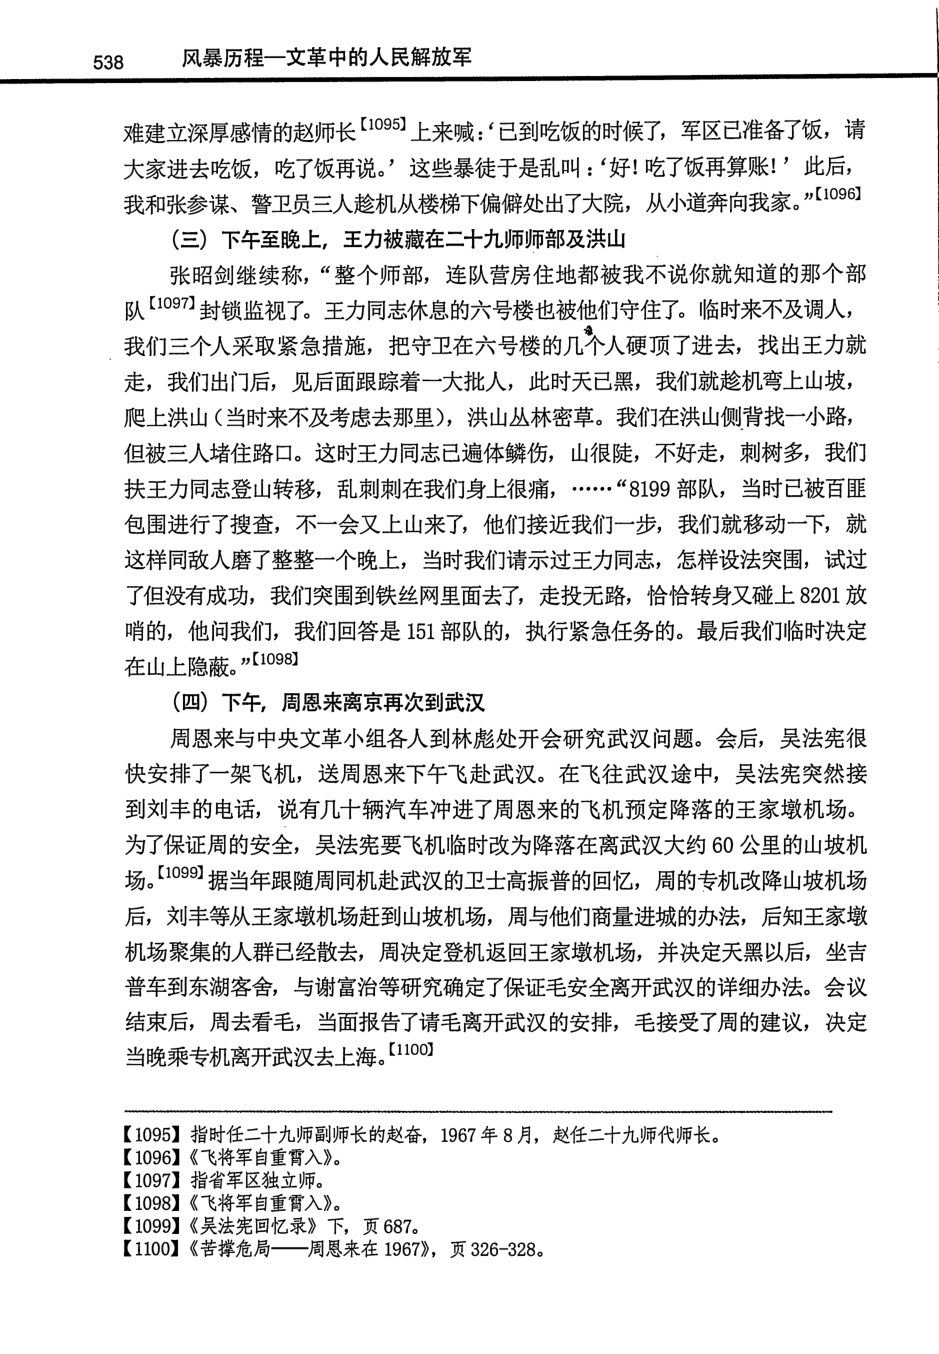 538 风暴历程—文革中的人民解放军
难建立深厚感情的赵师长【1095】上来喊：‘已到吃饭的时候了，军区已准备了饭，请
大家进去吃饭，吃了饭再说。’ 这些暴徒于是乱叫：‘好！吃了饭再算账！’ 此后，
我和张参谋、警卫员三人趁机从楼梯下偏僻处出了大院，从小道奔向我家。”【1096】
（三）下午至晚上，王力被藏在二十九师师部及洪山
张昭剑继续称，“整个师部，连队营房住地都被我不说你就知道的那个部
队【1097】封锁监视了。王力同志休息的六号楼也被他们守住了。临时来不及调人，
我们三个人采取紧急措施，把守卫在六号楼的几个人硬顶了进去，找出王力就
走，我们出门后，见后面跟踪着一大批人，此时天已黑，我们就趁机弯上山坡，
爬上洪山（当时来不及考虑去那里），洪山丛林密草。我们在洪山侧背找一小路，
但被三人堵住路口。这时王力同志已遍体鳞伤，山很陡，不好走，刺树多，我们
扶王力同志登山转移，乱刺刺在我们身上很痛，……“8199 部队，当时已被百匪
包围进行了搜查，不一会又上山来了，他们接近我们一步，我们就移动一下，就
这样同敌人磨了整整一个晚上，当时我们请示过王力同志，怎样设法突围，试过
了但没有成功，我们突围到铁丝网里面去了，走投无路，恰恰转身又碰上 8201 放
哨的，他问我们，我们回答是 151 部队的，执行紧急任务的。最后我们临时决定
在山上隐蔽。”【1098】
（四）下午，周恩来离京再次到武汉
周恩来与中央文革小组各人到林彪处开会研究武汉问题。会后，吴法宪很
快安排了一架飞机，送周恩来下午飞赴武汉。在飞往武汉途中，吴法宪突然接
到刘丰的电话，说有几十辆汽车冲进了周恩来的飞机预定降落的王家墩机场。
为了保证周的安全，吴法宪要飞机临时改为降落在离武汉大约 60 公里的山坡机
场。【1099】据当年跟随周同机赴武汉的卫士高振普的回忆，周的专机改降山坡机场
后，刘丰等从王家墩机场赶到山坡机场，周与他们商量进城的办法，后知王家墩
机场聚集的人群已经散去，周决定登机返回王家墩机场，并决定天黑以后，坐吉
普车到东湖客舍，与谢富治等研究确定了保证毛安全离开武汉的详细办法。会议
结束后，周去看毛，当面报告了请毛离开武汉的安排，毛接受了周的建议，决定
当晚乘专机离开武汉去上海。【1100】
【1095】指时任二十九师副师长的赵奋，1967 年 8 月，赵任二十九师代师长。
【1096】《飞将军自重霄入》。
【1097】指省军区独立师。
【1098】《飞将军自重霄入》。
【1099】《吴法宪回忆录》下，页 687。
【1100】《苦撑危局——周恩来在 1967》，页 326-328。